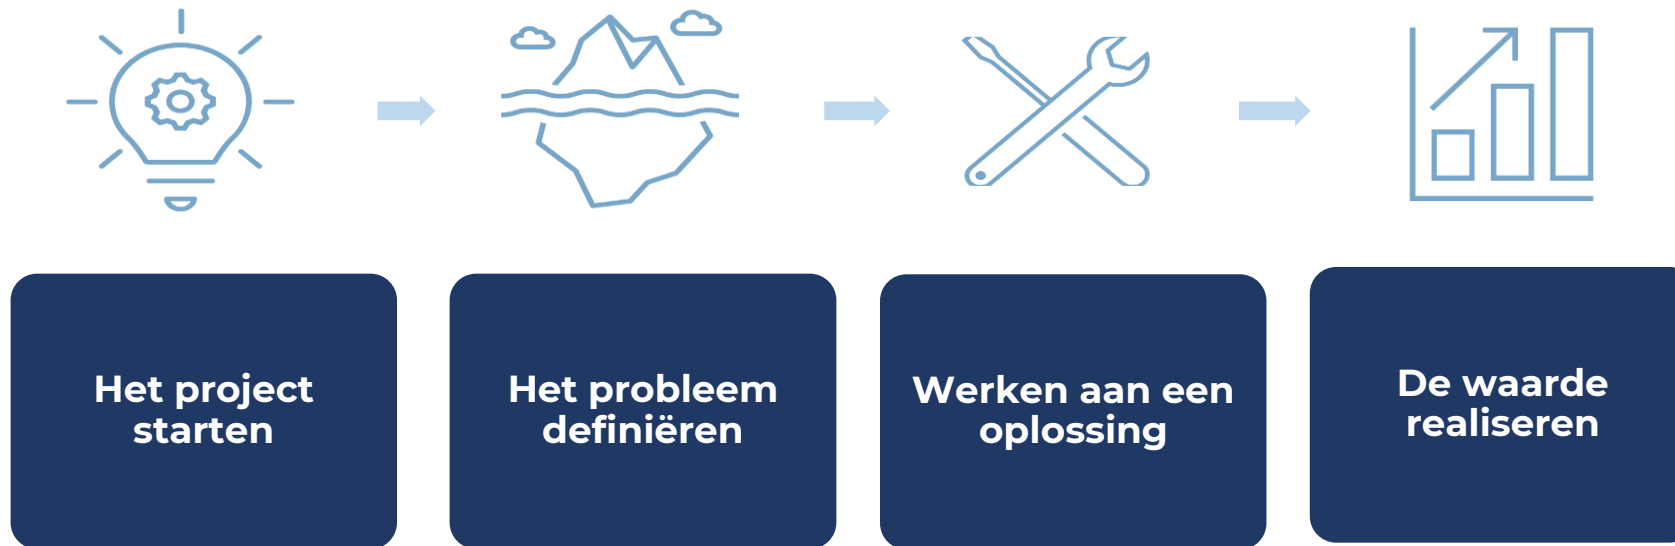 Het project
starten
Het probleem
definiëren
Werken aan een
oplossing
De waarde
realiseren